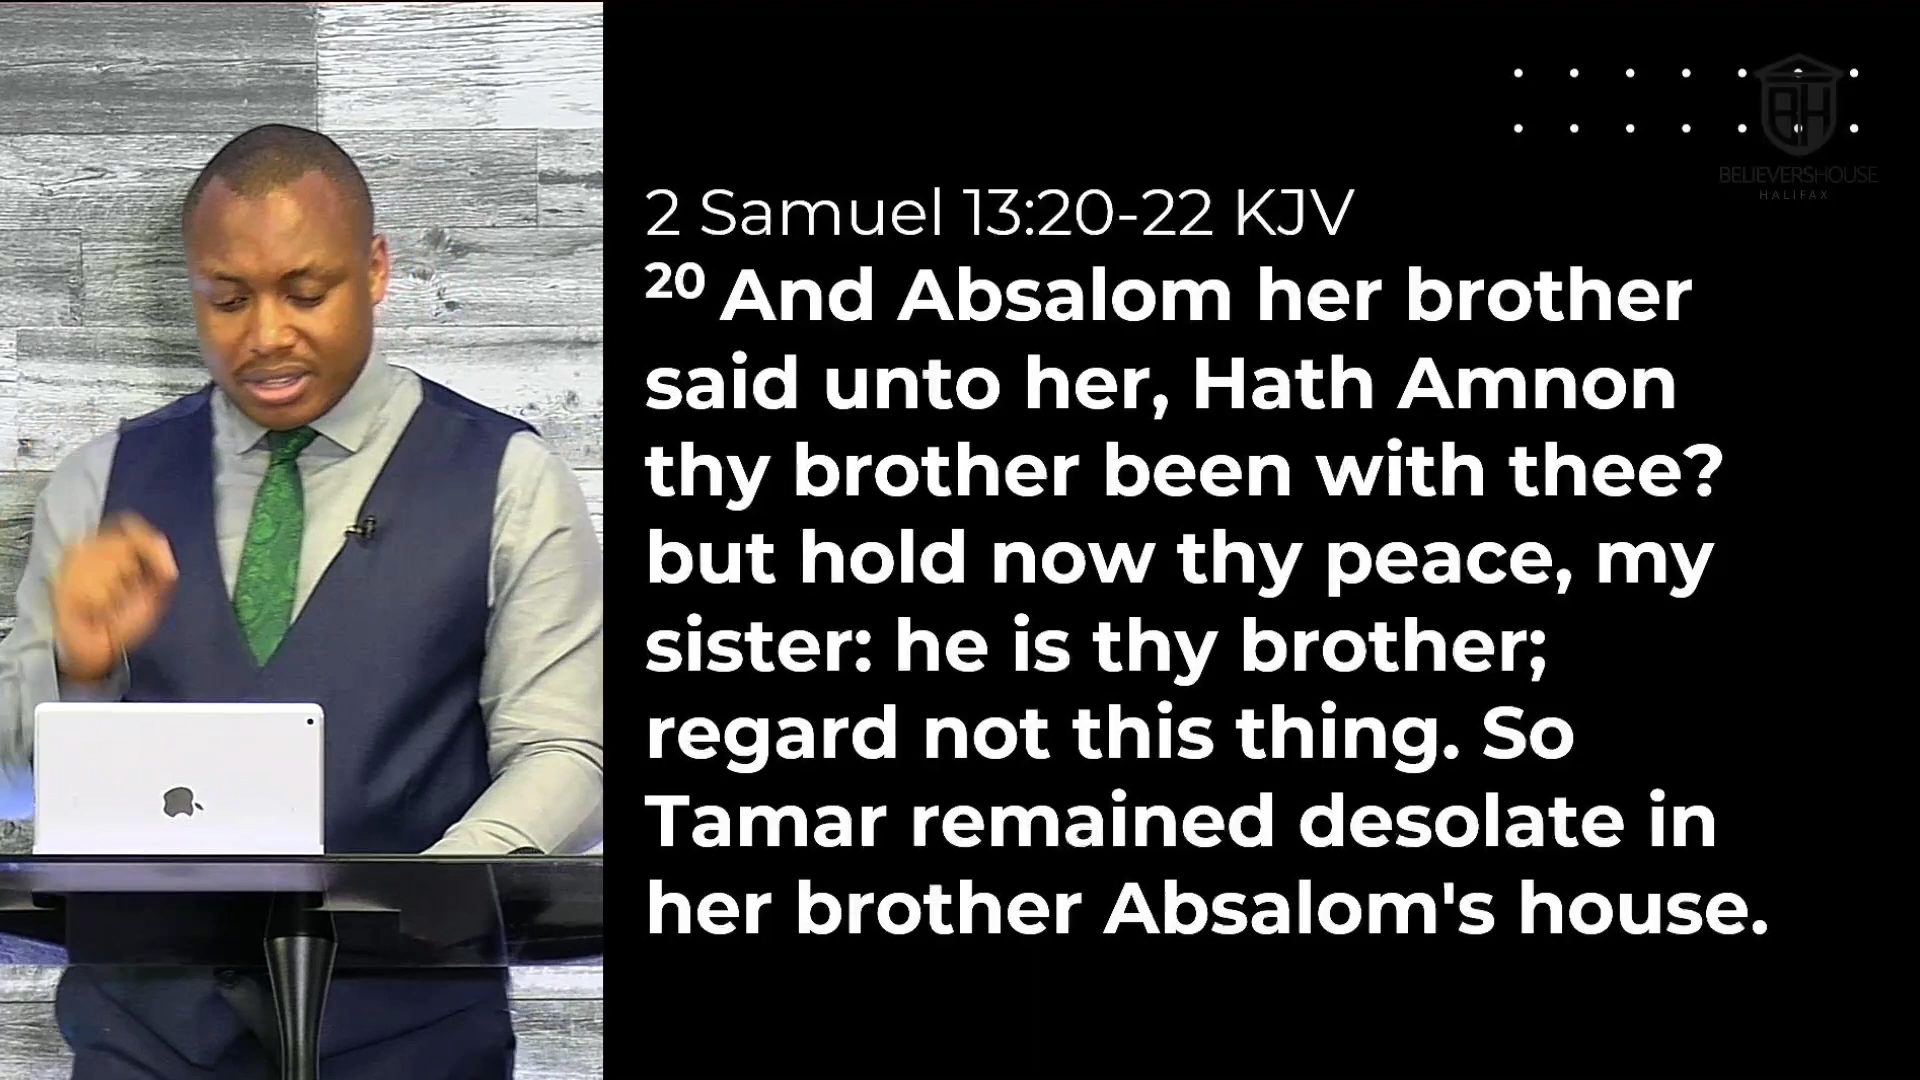 BELIEVERSHOUSE
HALIFAX
2 Samuel 13:20-22 KJV
20 And Absalom her brother
said unto her, Hath Amnon
thy brother been with thee?
but hold now thy peace, my
sister: he is thy brother;
regard not this thing. So
Tamar remained desolate in
her brother Absalom's house.